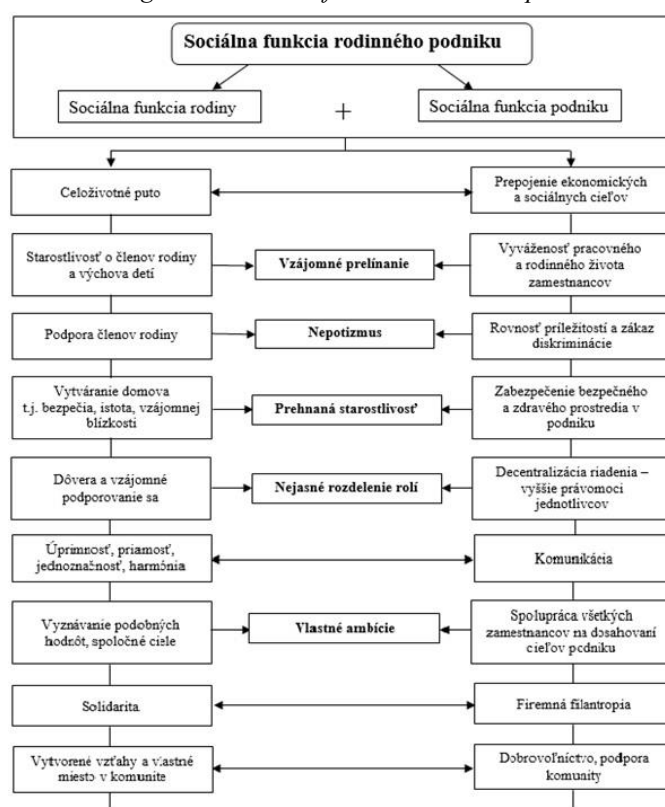 Sociálna funkcia rodinného podniku
Sociálna funkcia rodiny
+
Sociálna funkcia podniku
Celoživotné puto
Prepojenie ekonomických
a sociálnych cieľov
Starostlivosť o členov rodiny
a výchova detí
Vzájomné prelínanie
Vyváženosť pracovného
a rodinného života
zamestnancov
Podpora členov rodiny
Nepotizmus
Rovnosť príležitostí a zákaz
diskriminácie
Vytváranie domova
t.j. bezpečia, istota, vzájomnej
blízkosti
Prehnaná starostlivosť
Zabezpečenie bezpečného
a zdravého prostredia v
podniku
Dôvera a vzájomné
podporovanie sa
Nejasné rozdelenie rolí
Decentralizácia riadenia –
vyššie právomoci
jednotlivcov
Úprimnosť, priamosť,
jednoznačnosť, harmónia
Komunikácia
Vyznávanie podobných
hodnôt, spoločné ciele
Vlastné ambície
Spolupráca všetkých
zamestnancov na dosahovaní
cieľov podniku
Solidarita
Firemná filantropia
Vytvorené vzťahy a vlastné
miesto v komunite
Dobrovoľníctvo, podpora
komunity